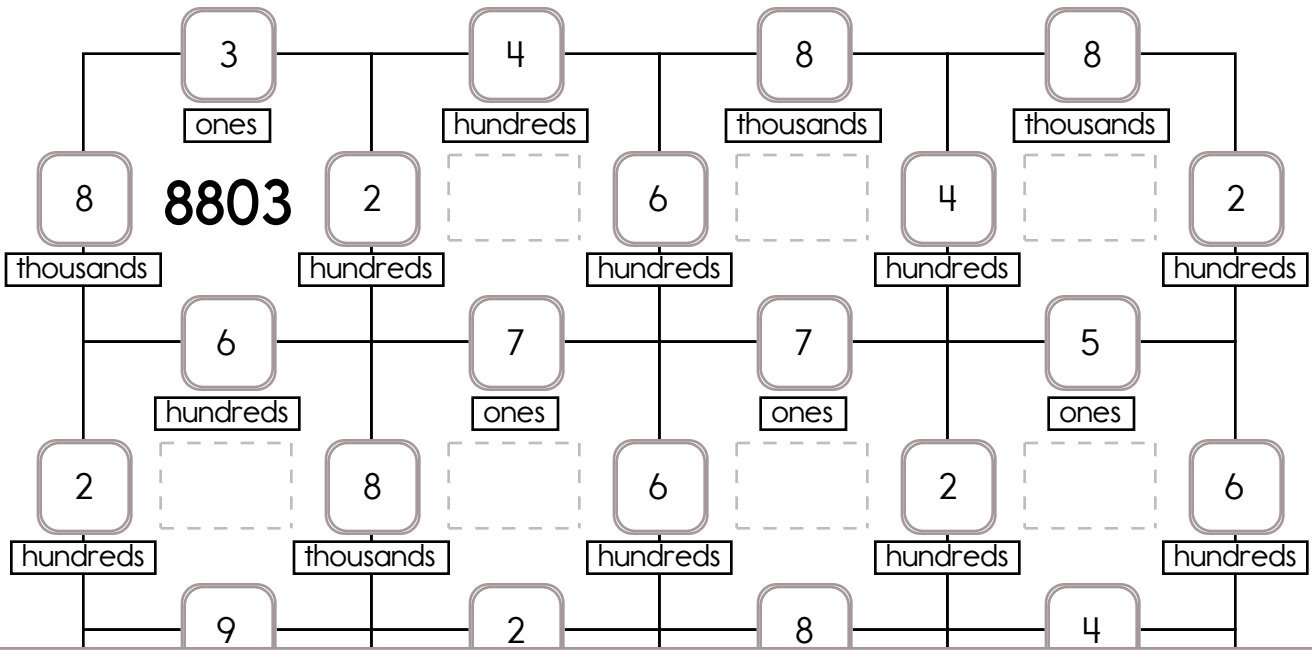 3 4 8 8
ones hundreds thousands thousands
8 8803 2 6 4 2
thousands hundreds hundreds hundreds hundreds
6 7 7 5
hundreds ones ones ones
2 8 6 2 6
hundreds thousands hundreds hundreds hundreds
9 2 8 4